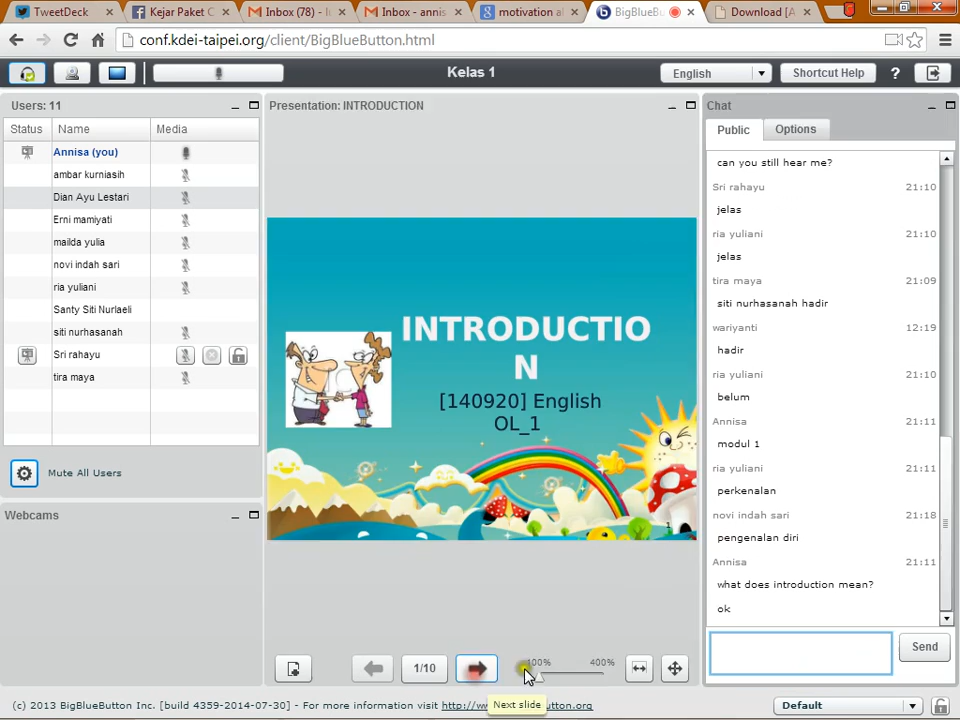 TweetDeck
Kejar Paket C
Inbox (78) -
Inbox - annis
motivation al
BigBlueBu
Download [A
conf.kdei-taipei.org/client/BigBlueButton.html
Kelas 1
English
Shortcut Help
?
Users: 11
Status Name Media
Annisa (you)
ambar kurniasih
Dian Ayu Lestari
Erni mamiyati
mailda yulia
novi indah sari
ria yuliani
Santy Siti Nurlaeli
siti nurhasanah
Sri rahayu
tira maya
Mute All Users
Webcams
Presentation: INTRODUCTION
INTRODUCTIO
N
[140920] English
OL_1
1
1/10
100% 400%
Next slide
Chat
Public Options
can you still hear me?
Sri rahayu 21:10
jelas
ria yuliani 21:10
jelas
tira maya 21:09
siti nurhasanah hadir
wariyanti 12:19
hadir
ria yuliani 21:10
belum
Annisa 21:11
modul 1
ria yuliani 21:11
perkenalan
novi indah sari 21:18
pengenalan diri
Annisa 21:11
what does introduction mean?
ok
Send
(c) 2013 BigBlueButton Inc. [build 4359-2014-07-30] - For more information visit http://ww utton.org
Default